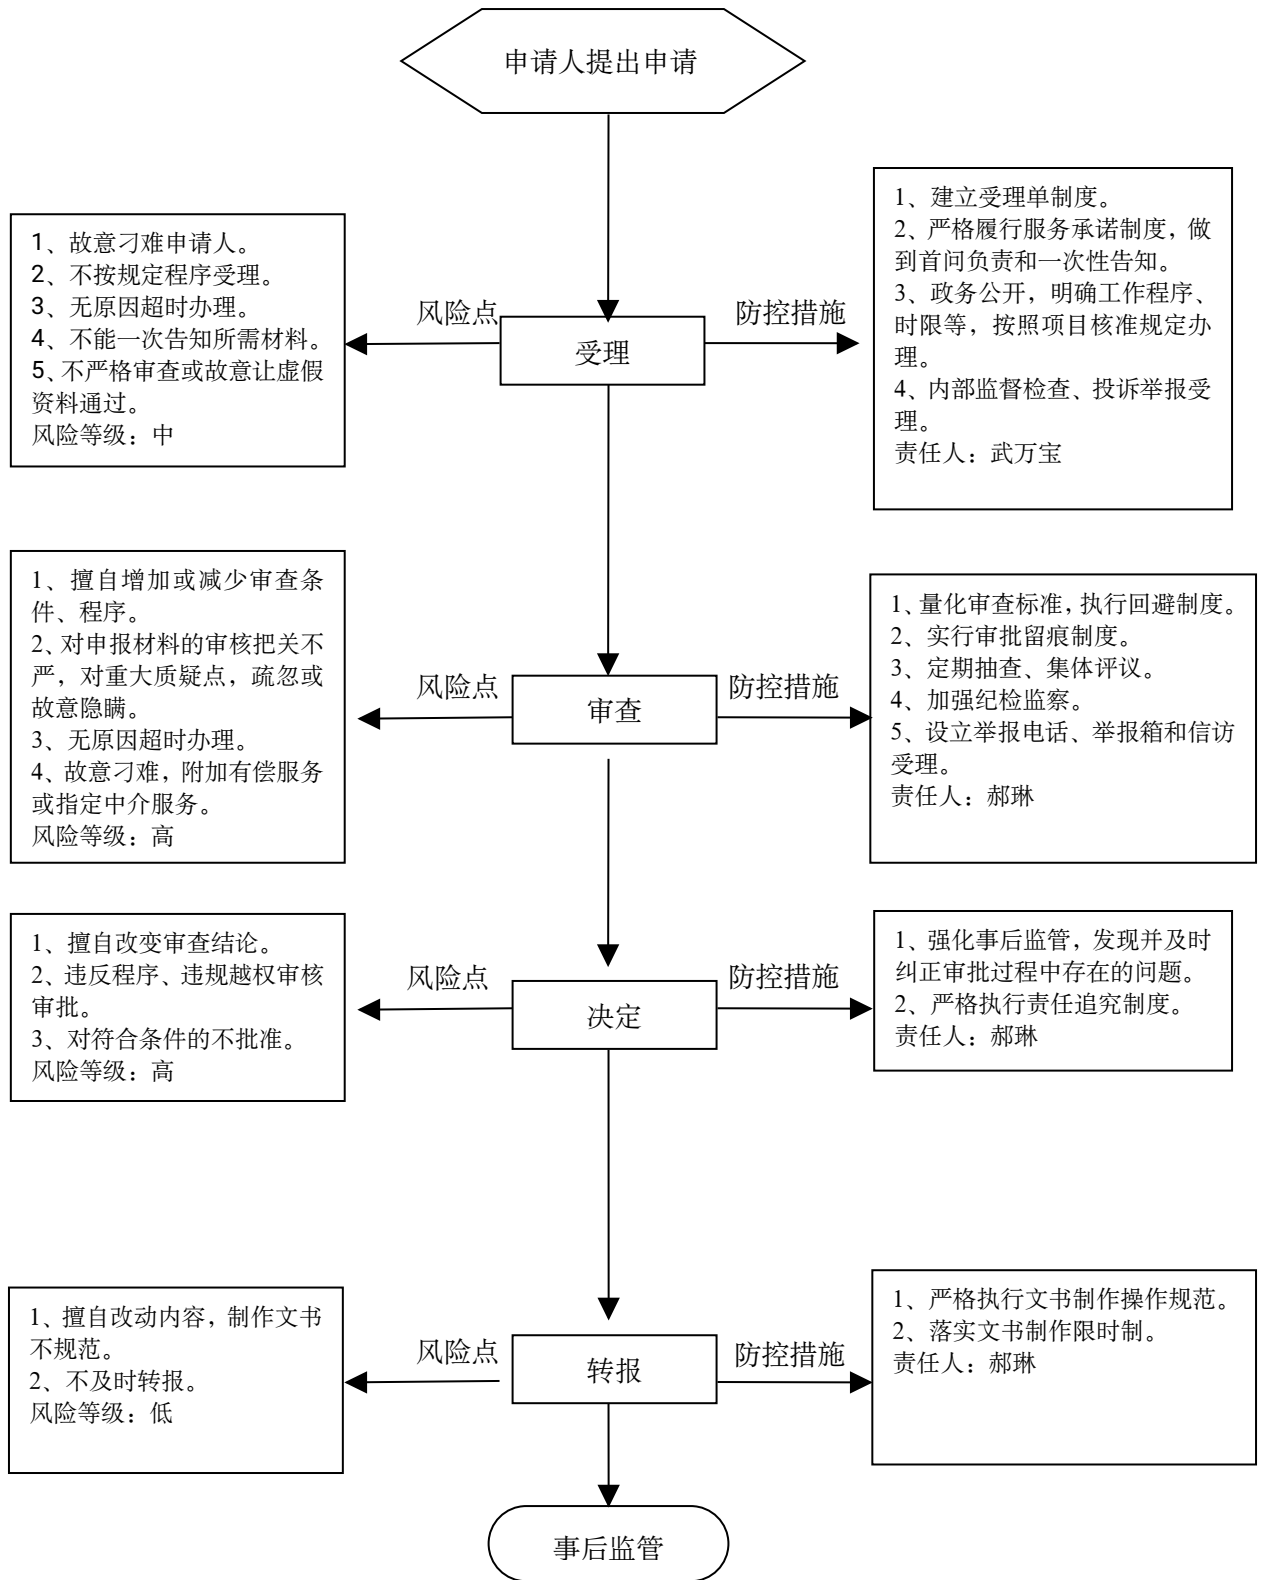 申请人提出申请
1、故意刁难申请人。
2、不按规定程序受理。
3、无原因超时办理。
4、不能一次告知所需材料。
5、不严格审查或故意让虚假
资料通过。
风险等级：中
风险点
受理
防控措施
1、建立受理单制度。
2、严格履行服务承诺制度，做
到首问负责和一次性告知。
3、政务公开，明确工作程序、
时限等，按照项目核准规定办
理。
4、内部监督检查、投诉举报受
理。
责任人：武万宝
1、擅自增加或减少审查条
件、程序。
2、对申报材料的审核把关不
严，对重大质疑点，疏忽或
故意隐瞒。
3、无原因超时办理。
4、故意刁难，附加有偿服务
或指定中介服务。
风险等级：高
风险点
审查
防控措施
1、量化审查标准，执行回避制度。
2、实行审批留痕制度。
3、定期抽查、集体评议。
4、加强纪检监察。
5、设立举报电话、举报箱和信访
受理。
责任人：郝琳
1、擅自改变审查结论。
2、违反程序、违规越权审核
审批。
3、对符合条件的不批准。
风险等级：高
风险点
决定
防控措施
1、强化事后监管，发现并及时
纠正审批过程中存在的问题。
2、严格执行责任追究制度。
责任人：郝琳
1、擅自改动内容，制作文书
不规范。
2、不及时转报。
风险等级：低
风险点
转报
防控措施
1、严格执行文书制作操作规范。
2、落实文书制作限时制。
责任人：郝琳
事后监管